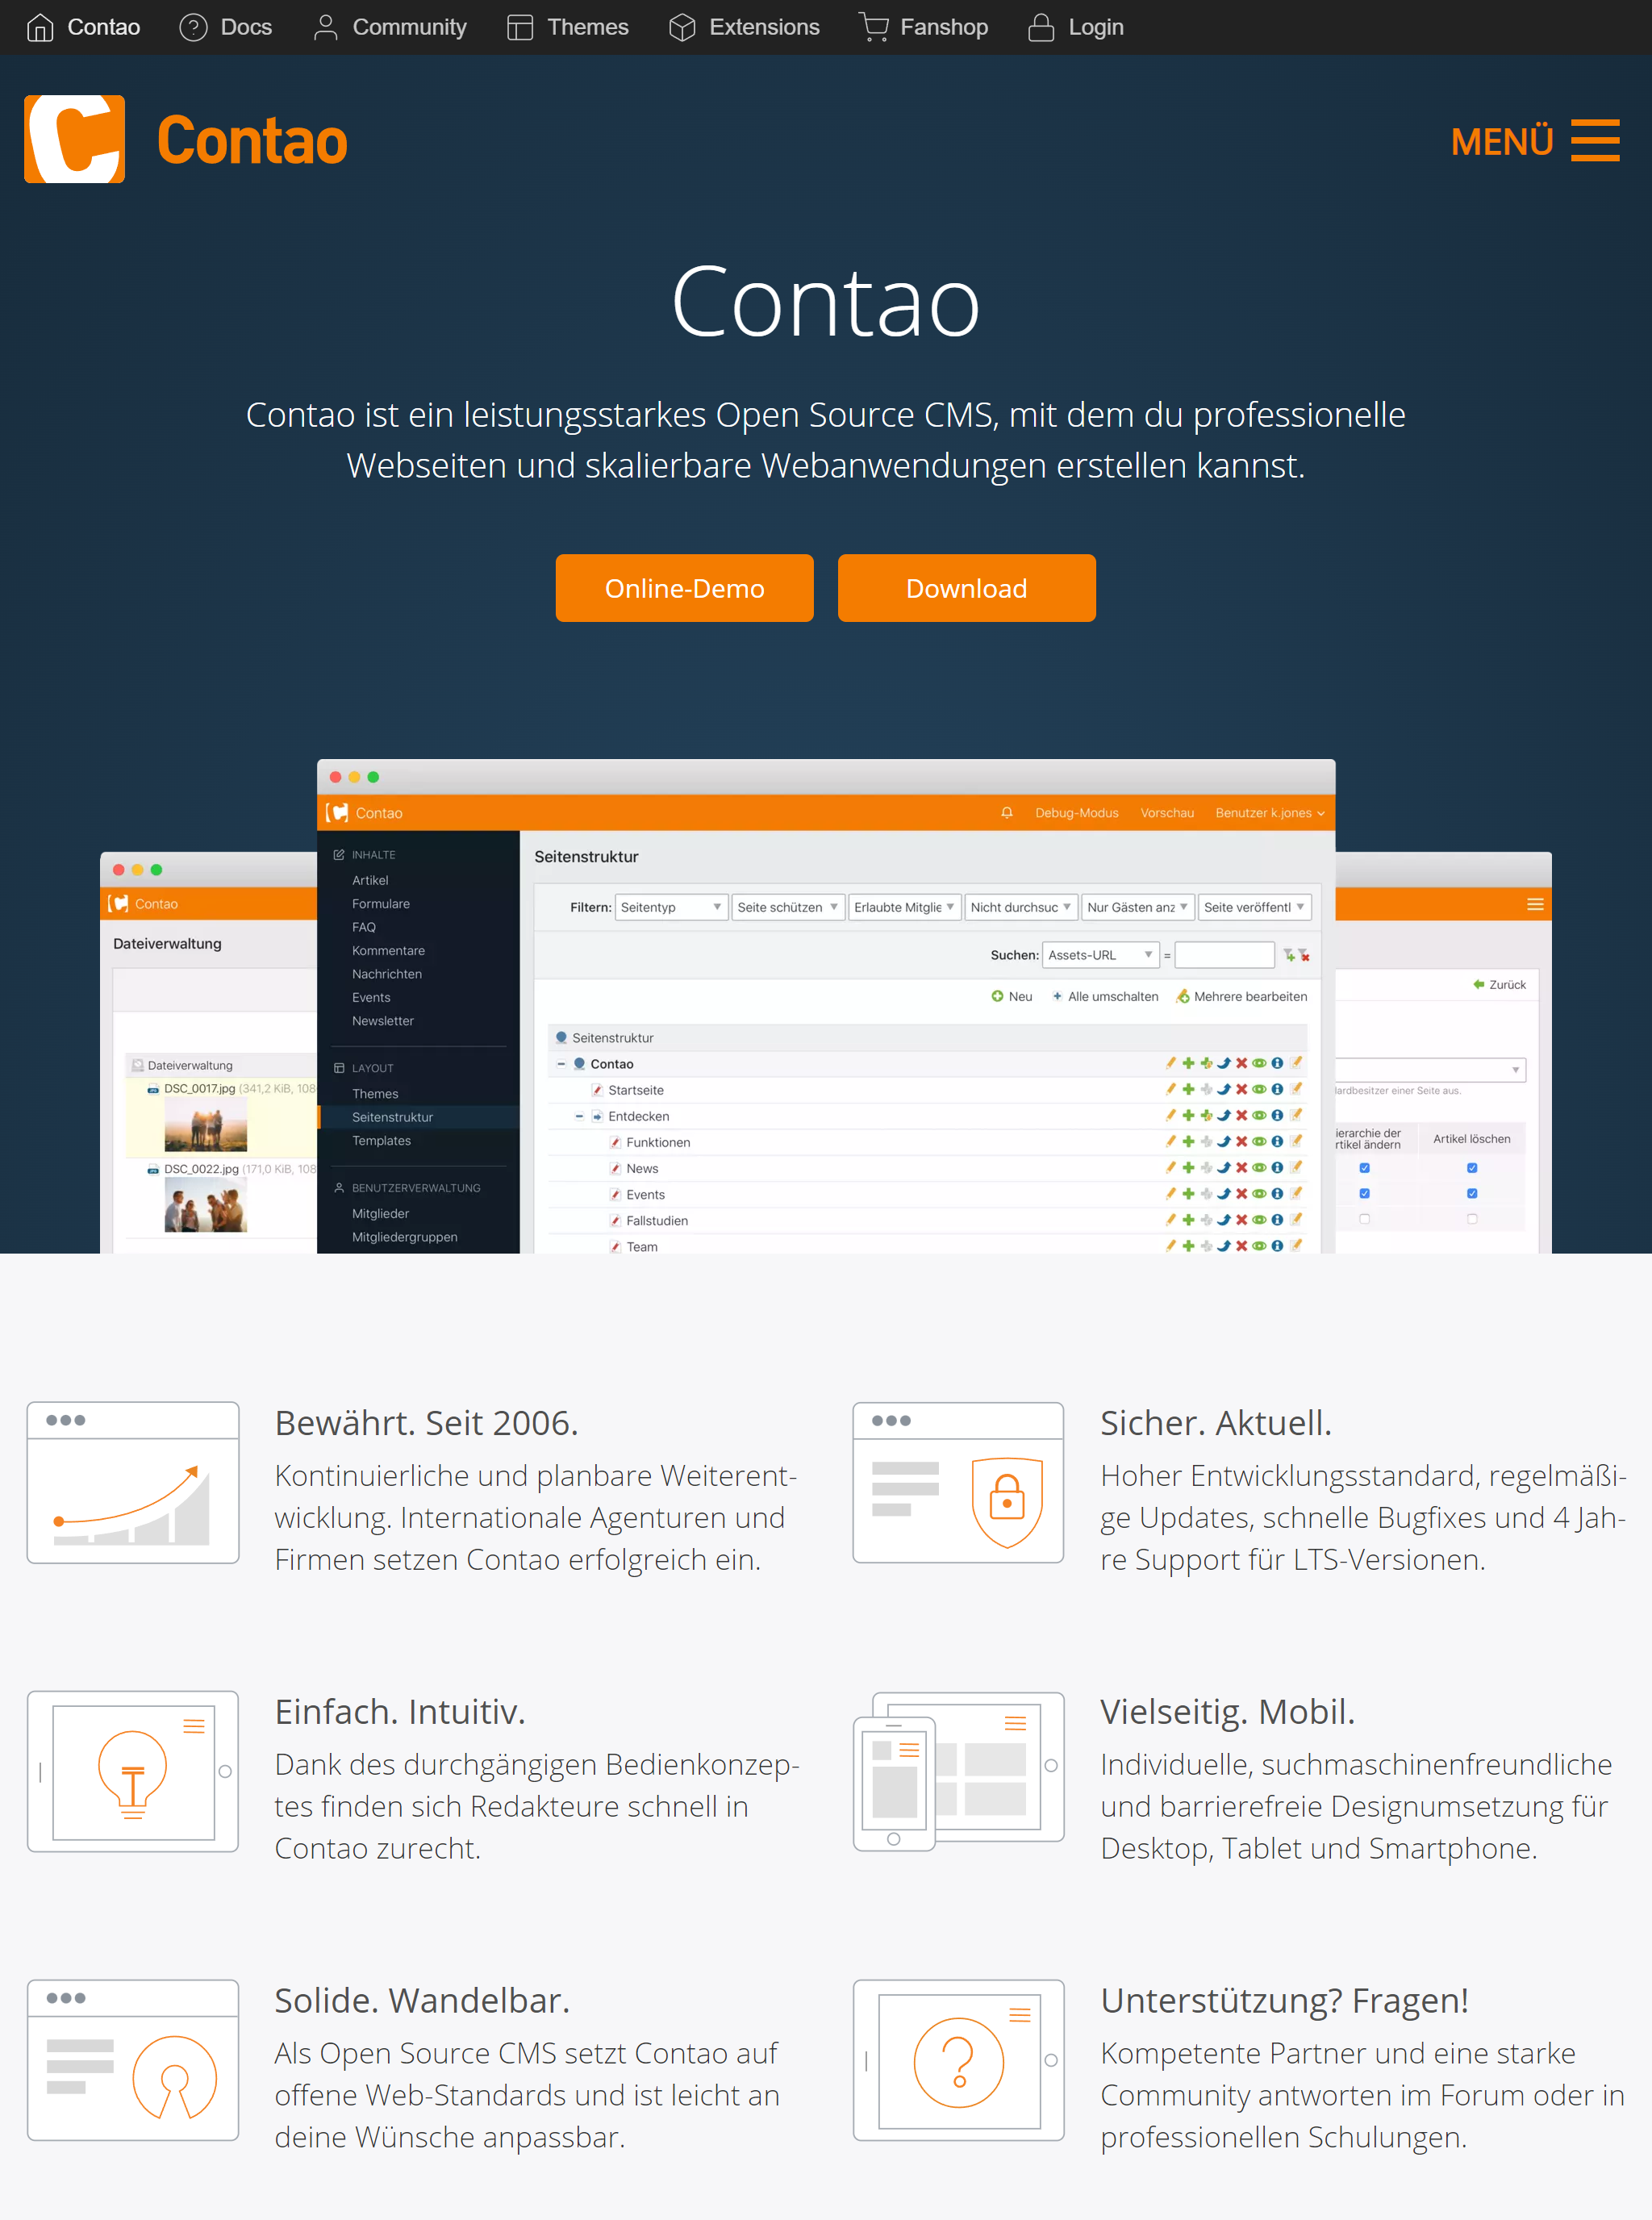 Contao Docs Community Themes Extensions Fanshop Login
Contao
MENÜ
Contao
Contao ist ein leistungsstarkes Open Source CMS, mit dem du professionelle
Webseiten und skalierbare Webanwendungen erstellen kannst.
Online-Demo Download
Contao
Debug-Modus Vorschau Benutzer k.jones
INHALTE
Artikel
Formulare
FAQ
Kommentare
Nachrichten
Events
Newsletter
LAYOUT
Themes
Seitenstruktur
Templates
BENUTZERVERWALTUNG
Mitglieder
Mitgliedergruppen
Seitenstruktur
Filtern: Seitentyp Seite schützen Erlaubte Mitglie Nicht durchsuc Nur Gästen anz Seite veröffentl
Suchen: Assets-URL =
Neu Alle umschalten Mehrere bearbeiten
Seitenstruktur
Contao
Startseite
Entdecken
Funktionen
News
Events
Fallstudien
Team
Contao
Dateiverwaltung
Dateiverwaltung
DSC_0017.jpg (341,2 KiB, 108
DSC_0022.jpg (171,0 KiB, 108
Zurück
ardbesitzer einer Seite aus.
ierarchie der
rtikel ändern
Artikel löschen
Bewährt. Seit 2006.
Kontinuierliche und planbare Weiterent-
wicklung. Internationale Agenturen und
Firmen setzen Contao erfolgreich ein.
Sicher. Aktuell.
Hoher Entwicklungsstandard, regelmäßi-
ge Updates, schnelle Bugfixes und 4 Jah-
re Support für LTS-Versionen.
Einfach. Intuitiv.
Dank des durchgängigen Bedienkonzep-
tes finden sich Redakteure schnell in
Contao zurecht.
Vielseitig. Mobil.
Individuelle, suchmaschinenfreundliche
und barrierefreie Designumsetzung für
Desktop, Tablet und Smartphone.
Solide. Wandelbar.
Als Open Source CMS setzt Contao auf
offene Web-Standards und ist leicht an
deine Wünsche anpassbar.
Unterstützung? Fragen!
Kompetente Partner und eine starke
Community antworten im Forum oder in
professionellen Schulungen.